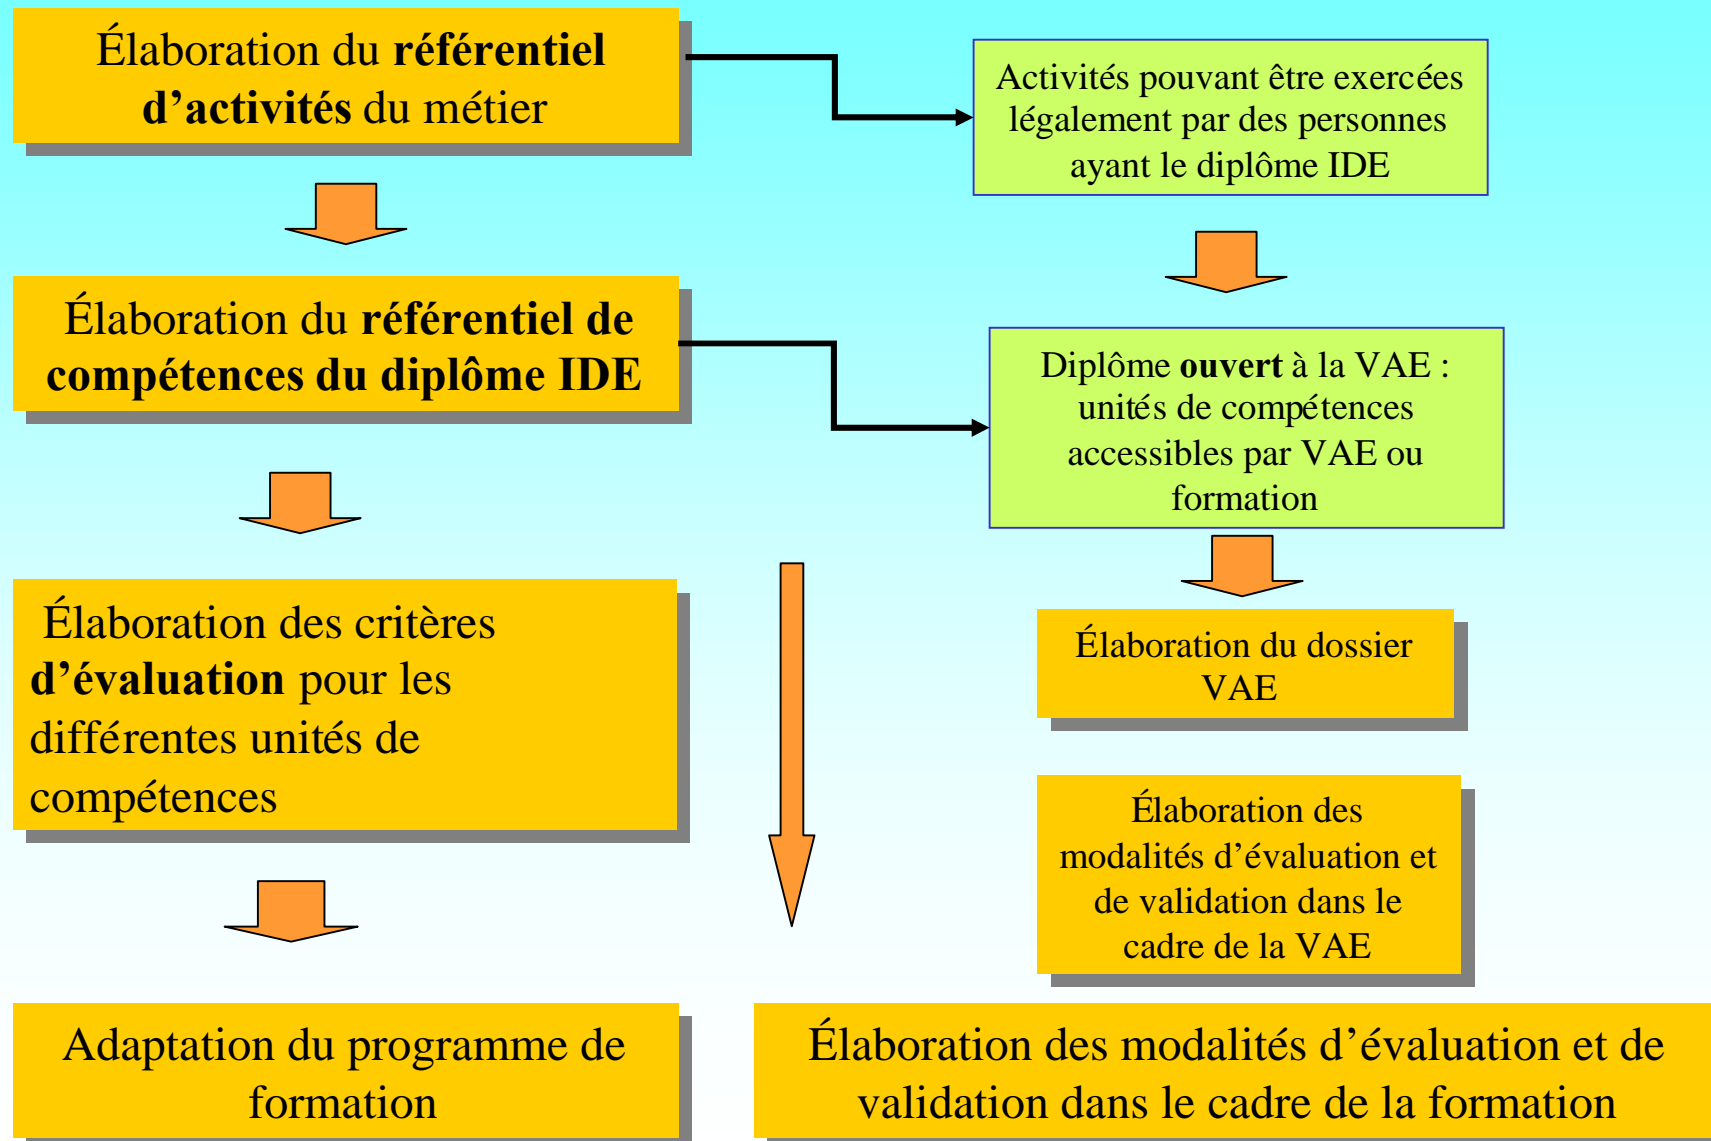 Élaboration du référentiel
d’activités du métier
Activités pouvant être exercées
légalement par des personnes
ayant le diplôme IDE
Élaboration du référentiel de
compétences du diplôme IDE
Diplôme ouvert à la VAE :
unités de compétences
accessibles par VAE ou
formation
Élaboration des critères
d’évaluation pour les
différentes unités de
compétences
Élaboration du dossier
VAE
Élaboration des
modalités d’évaluation et
de validation dans le
cadre de la VAE
Adaptation du programme de
formation
Élaboration des modalités d’évaluation et de
validation dans le cadre de la formation